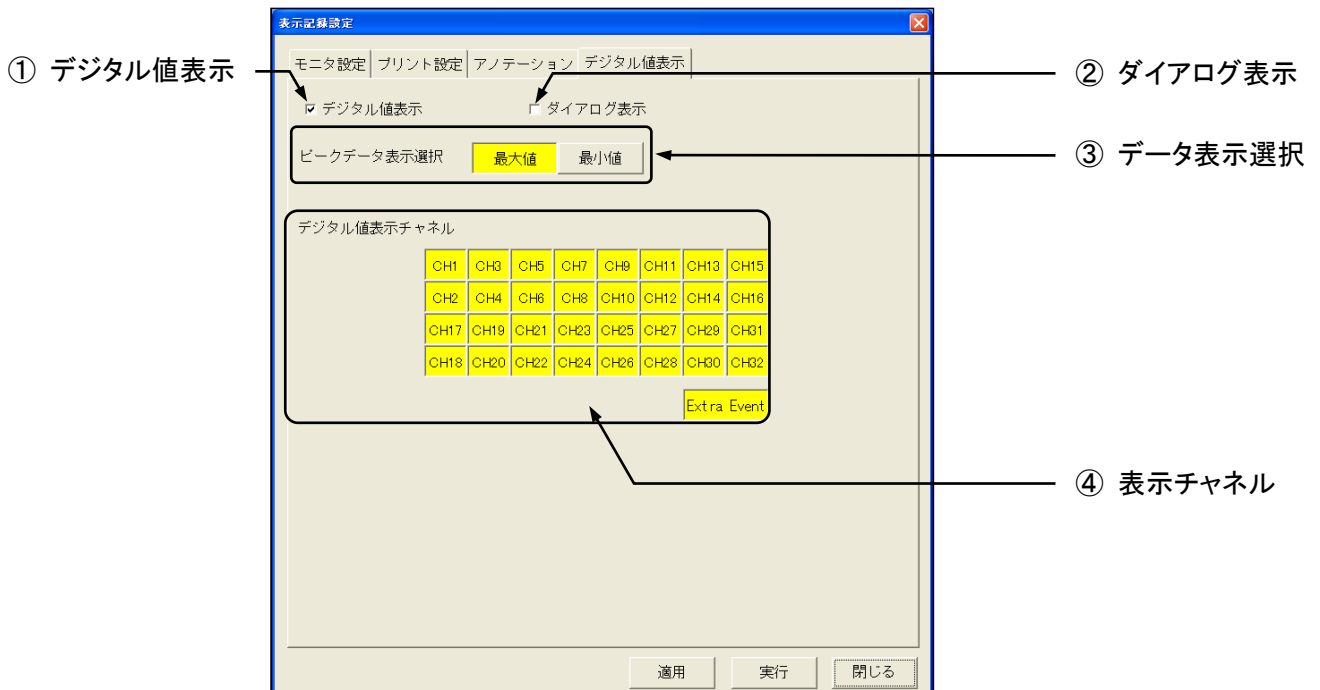 表示記録設定
① デジタル値表示
モニタ設定 プリント設定 アノテーション デジタル値表示
② ダイアログ表示
デジタル値表示 ダイアログ表示
ピークデータ表示選択 最大値 最小値
③ データ表示選択
デジタル値表示チャネル
CH1 CH3 CH5 CH7 CH9 CH11 CH13 CH15
CH2 CH4 CH6 CH8 CH10 CH12 CH14 CH16
CH17 CH19 CH21 CH23 CH25 CH27 CH29 CH31
CH18 CH20 CH22 CH24 CH26 CH28 CH30 CH32
Extra Event
④ 表示チャネル
適用 実行 閉じる